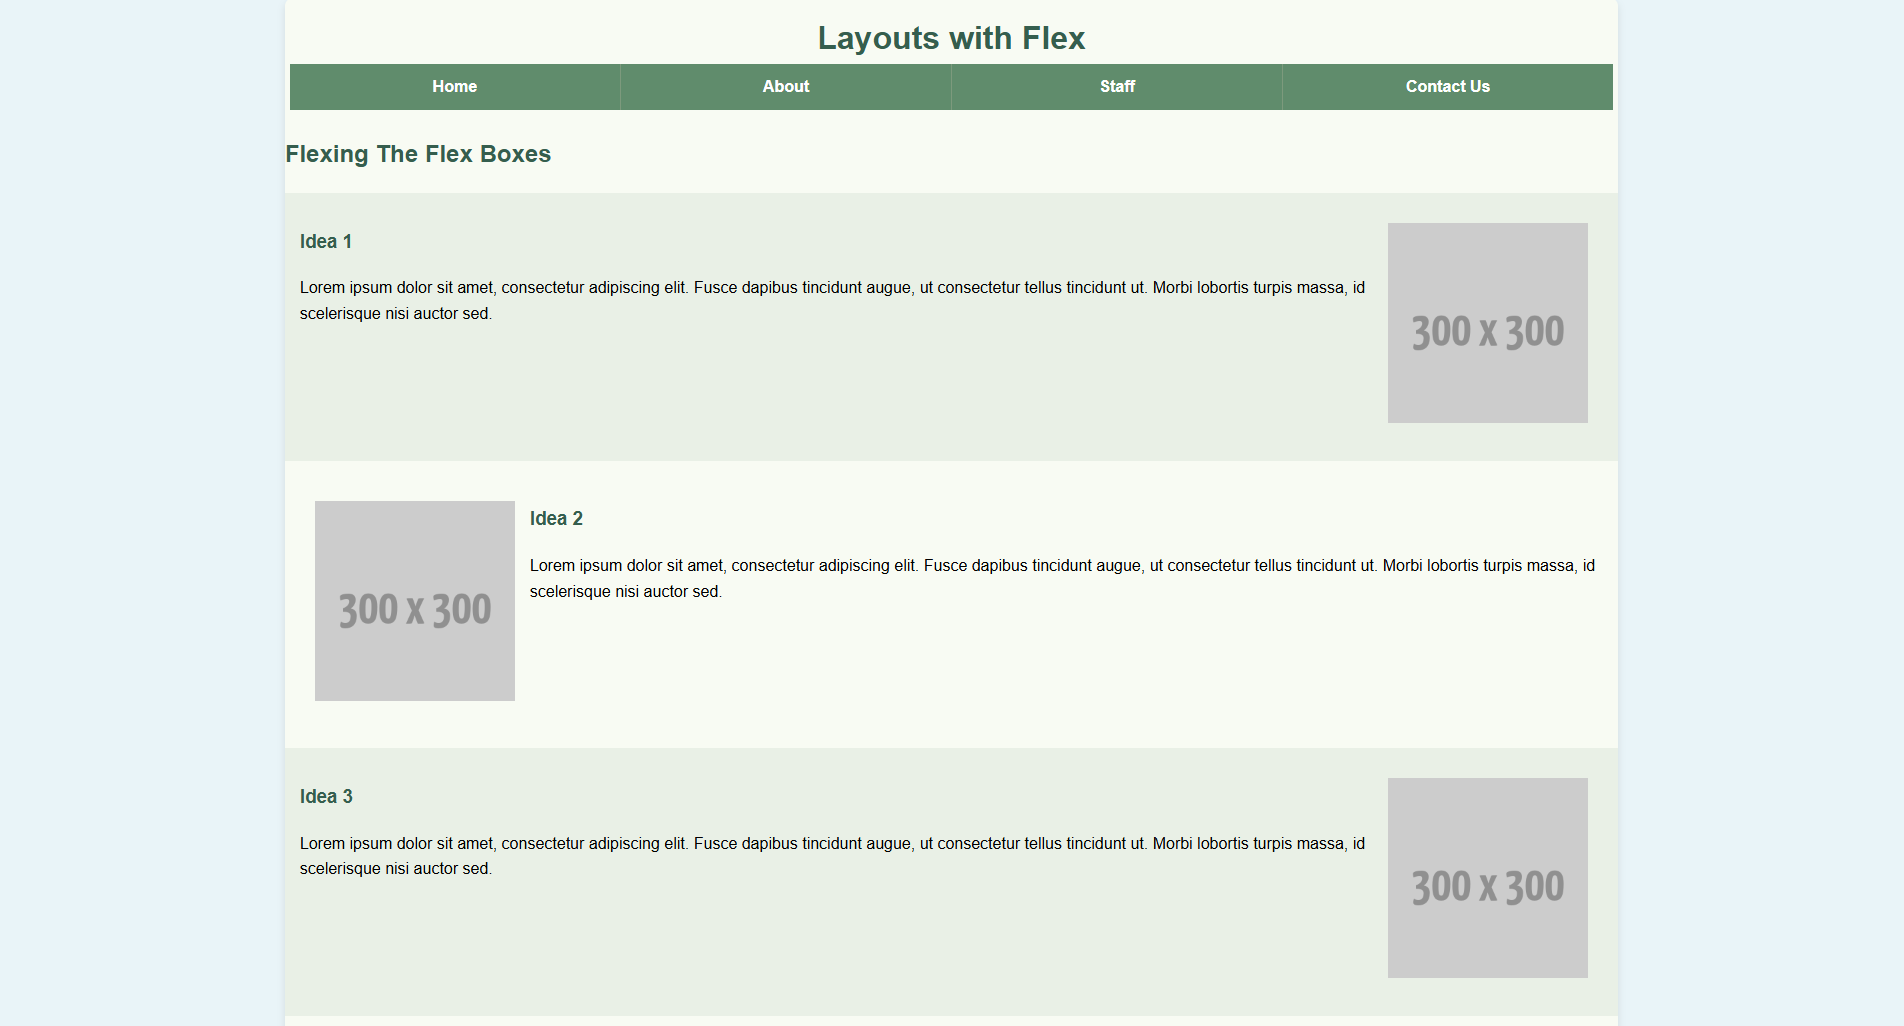 Layouts with Flex
Home About Staff Contact Us
Flexing The Flex Boxes
Idea 1
Lorem ipsum dolor sit amet, consectetur adipiscing elit. Fusce dapibus tincidunt augue, ut consectetur tellus tincidunt ut. Morbi lobortis turpis massa, id
scelerisque nisi auctor sed.
300 x 300
300 x 300
Idea 2
Lorem ipsum dolor sit amet, consectetur adipiscing elit. Fusce dapibus tincidunt augue, ut consectetur tellus tincidunt ut. Morbi lobortis turpis massa, id
scelerisque nisi auctor sed.
Idea 3
Lorem ipsum dolor sit amet, consectetur adipiscing elit. Fusce dapibus tincidunt augue, ut consectetur tellus tincidunt ut. Morbi lobortis turpis massa, id
scelerisque nisi auctor sed.
300 x 300